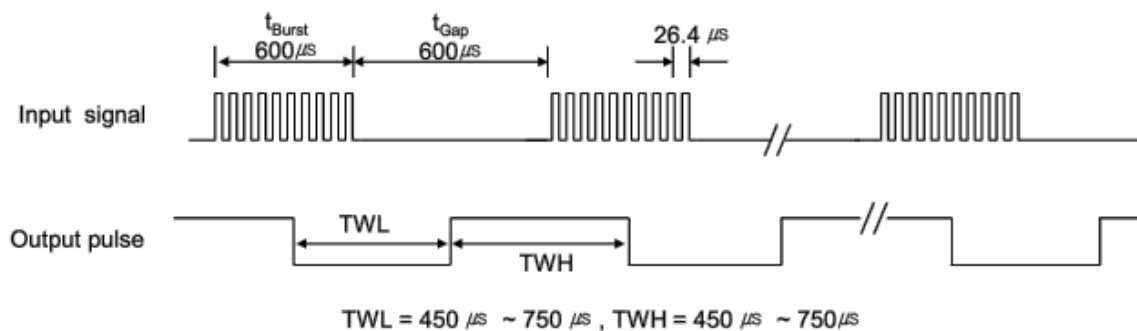 tBurst
600㎲
tGap
600㎲
26.4 ㎲
Input signal
Output pulse
TWL
TWH
TWL = 450 ㎲ ~ 750 ㎲ , TWH = 450 ㎲ ~ 750㎲